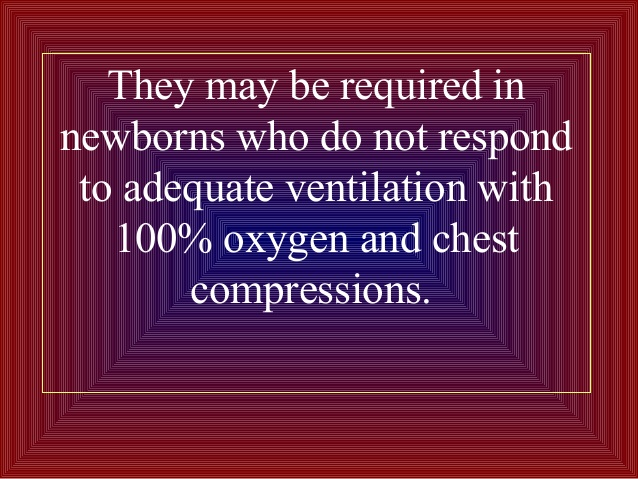 They may be required in
newborns who do not respond
to adequate ventilation with
100% oxygen and chest
compressions.